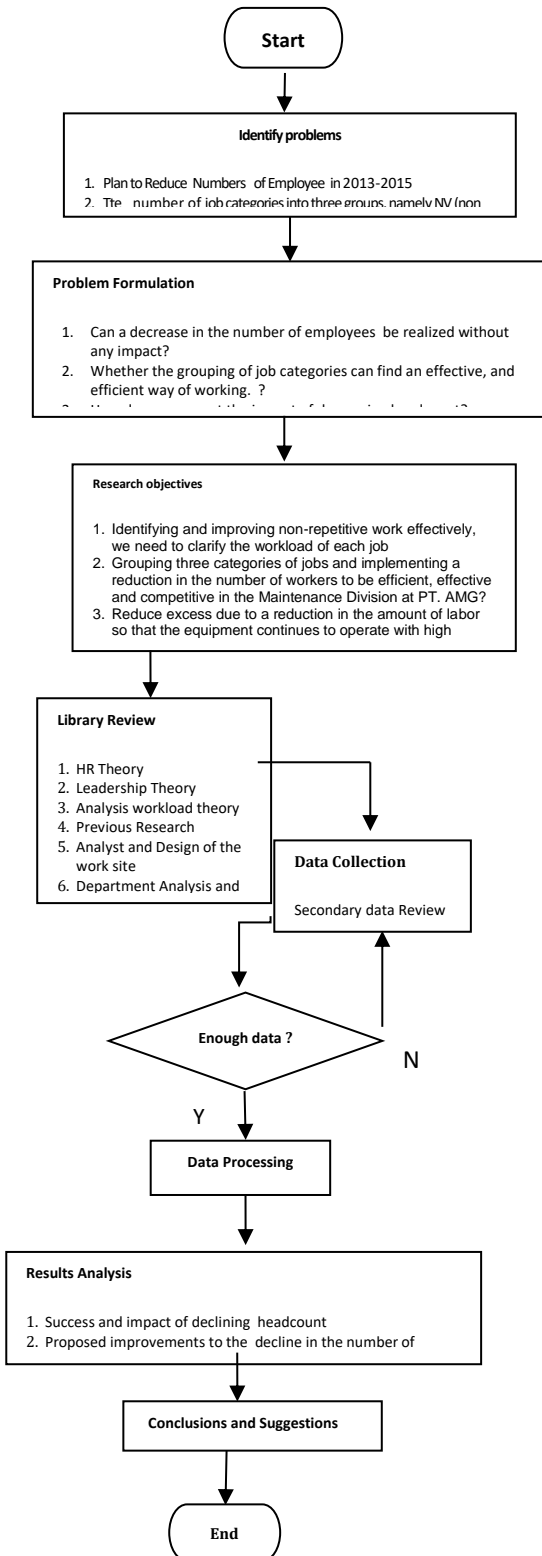 Start
Identify problems
1. Plan to Reduce Numbers of Employee in 2013-2015
2. Tte number of job categories into three groups, namely NV (non
Problem Formulation
1. Can a decrease in the number of employees be realized without
any impact?
2. Whether the grouping of job categories can find an effective, and
efficient way of working. ?
Research objectives
1. Identifying and improving non-repetitive work effectively,
we need to clarify the workload of each job
2. Grouping three categories of jobs and implementing a
reduction in the number of workers to be efficient, effective
and competitive in the Maintenance Division at PT. AMG?
3. Reduce excess due to a reduction in the amount of labor
so that the equipment continues to operate with high
Library Review
1. HR Theory
2. Leadership Theory
3. Analysis workload theory
4. Previous Research
5. Analyst and Design of the
work site
6. Department Analysis and
Data Collection
Secondary data Review
Enough data ?
N
Y
Data Processing
Results Analysis
1. Success and impact of declining headcount
2. Proposed improvements to the decline in the number of
Conclusions and Suggestions
End